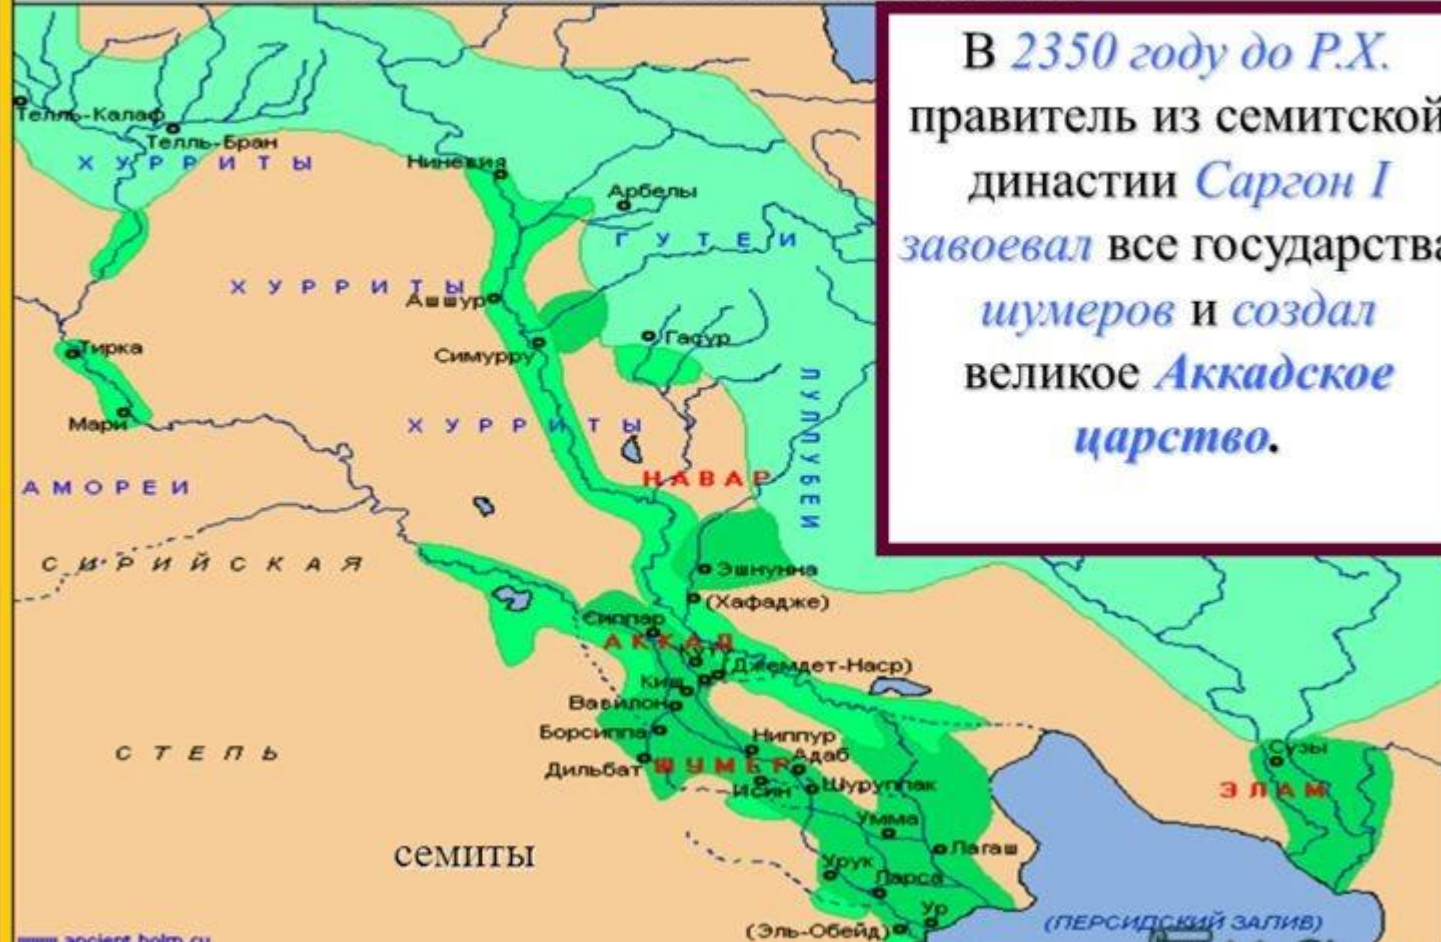 В 2350 году до Р.Х.
правитель из семитской
династии Саргон I
завоевал все государства
шумеров и создал
великое Аккадское
царство.
Телль-Калаф
Телль-Бран
ХУРРИТЫ
Ниневия
Арбелы
ГУТЕИ
ХУРРИТЫ
Ашшур
Симурру
Гасур
Тирка
Мари
ХУРРИТЫ
ЛУЛЛУБЕИ
НАВАР
АМОРЕИ
СИРИЙСКАЯ
Эшнунна
(Хафадже)
Сиппар
АККАД
Кута
(Джемдет-Наср)
Киш
Вавилон
Борсиппа
Ниппур
СТЕПЬ
Адаб
Дильбат
ШУМЕР
Исин
Шуруппак
Сузы
ЭЛАМ
Умма
Лагаш
семиты
Урук
Ларса
Ур
(Эль-Обейд)
(ПЕРСИДСКИЙ ЗАЛИВ)